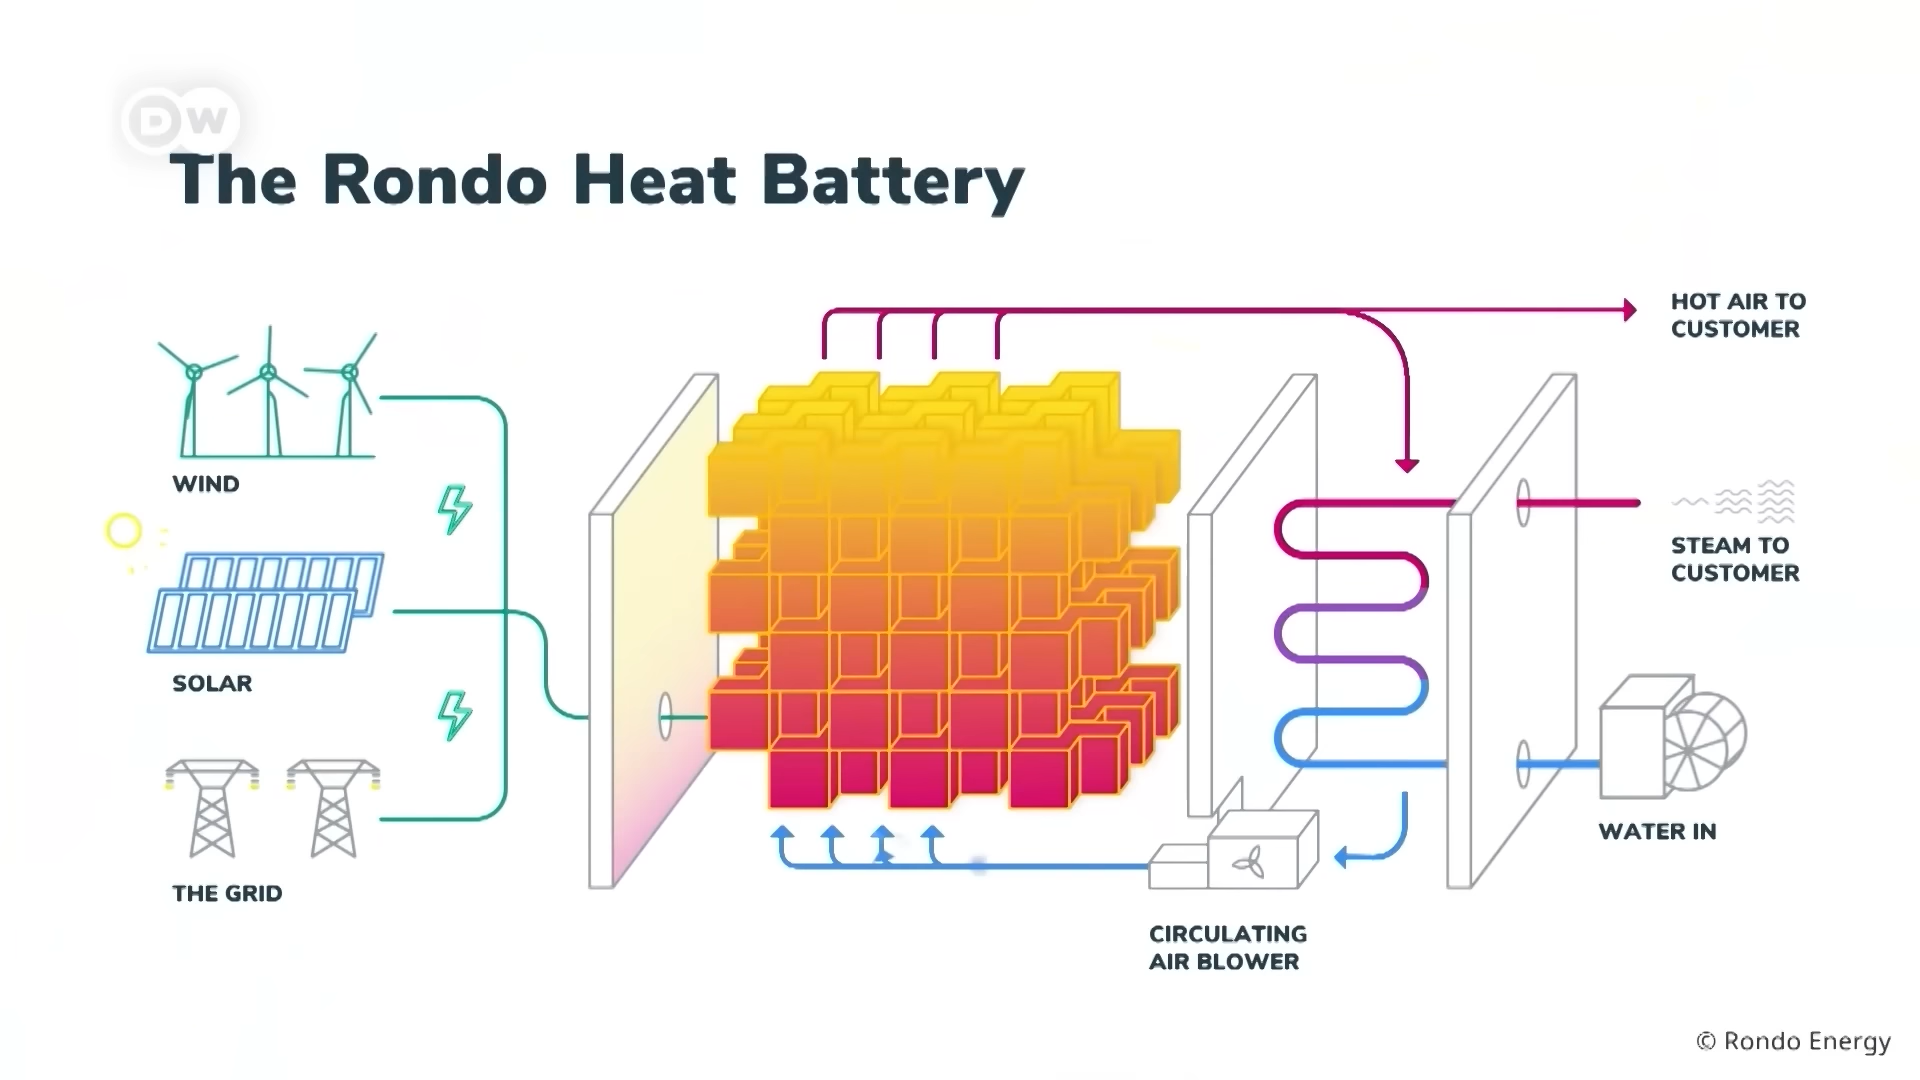 DW
The Rondo Heat Battery
HOT AIR TO
CUSTOMER
WIND
STEAM TO
CUSTOMER
SOLAR
WATER IN
THE GRID
CIRCULATING
AIR BLOWER
© Rondo Energy